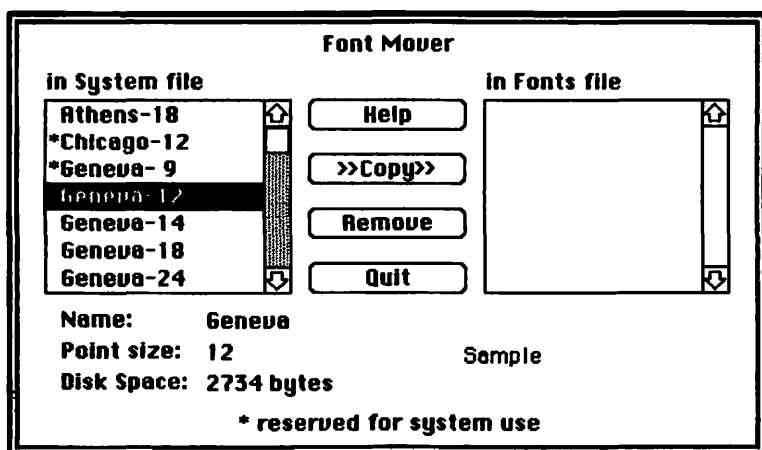 Font Mover
in System file
Athens-18
*Chicago-12
*Geneva- 9
Geneva-12
Geneva-14
Geneva-18
Geneva-24
Help
>>Copy>>
Remove
Quit
in Fonts file
Name: Geneva
Point size: 12
Disk Space: 2734 bytes
Sample
* reserved for system use